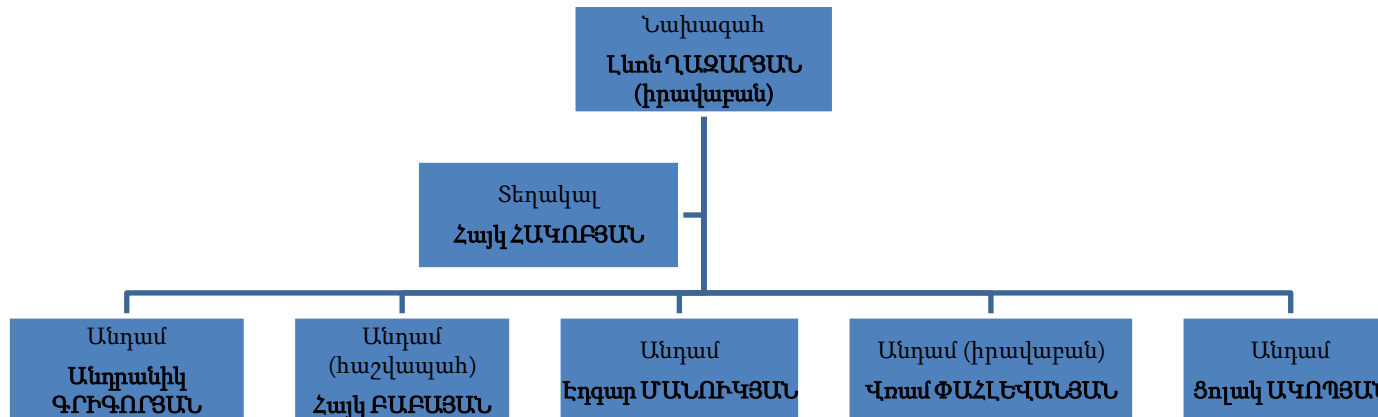 Նախագահ
Լևոն ՂԱԶԱՐՅԱՆ
(իրավաբան)
Տեղակալ
Հայկ ՀԱԿՈԲՅԱՆ
Անդամ
Անդրանիկ
ԳՐԻԳՈՐՅԱՆ
Անդամ
(հաշվապահ)
Հայկ ԲԱԲԱՅԱՆ
Անդամ
Էդգար ՄԱՆՈՒԿՅԱՆ
Անդամ (իրավաբան)
Վռամ ՓԱՀԼԵՎԱՆՅԱՆ
Անդամ
Ցոլակ ԱԿՈՊՅԱՆ